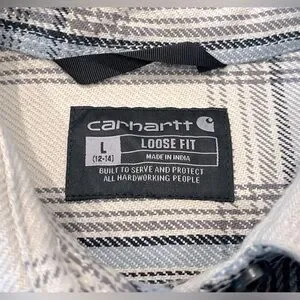 carhartt
L LOOSE FIT
(12-14) MADE IN INDIA
BUILT TO SERVE AND PROTECT
ALL HARDWORKING PEOPLE